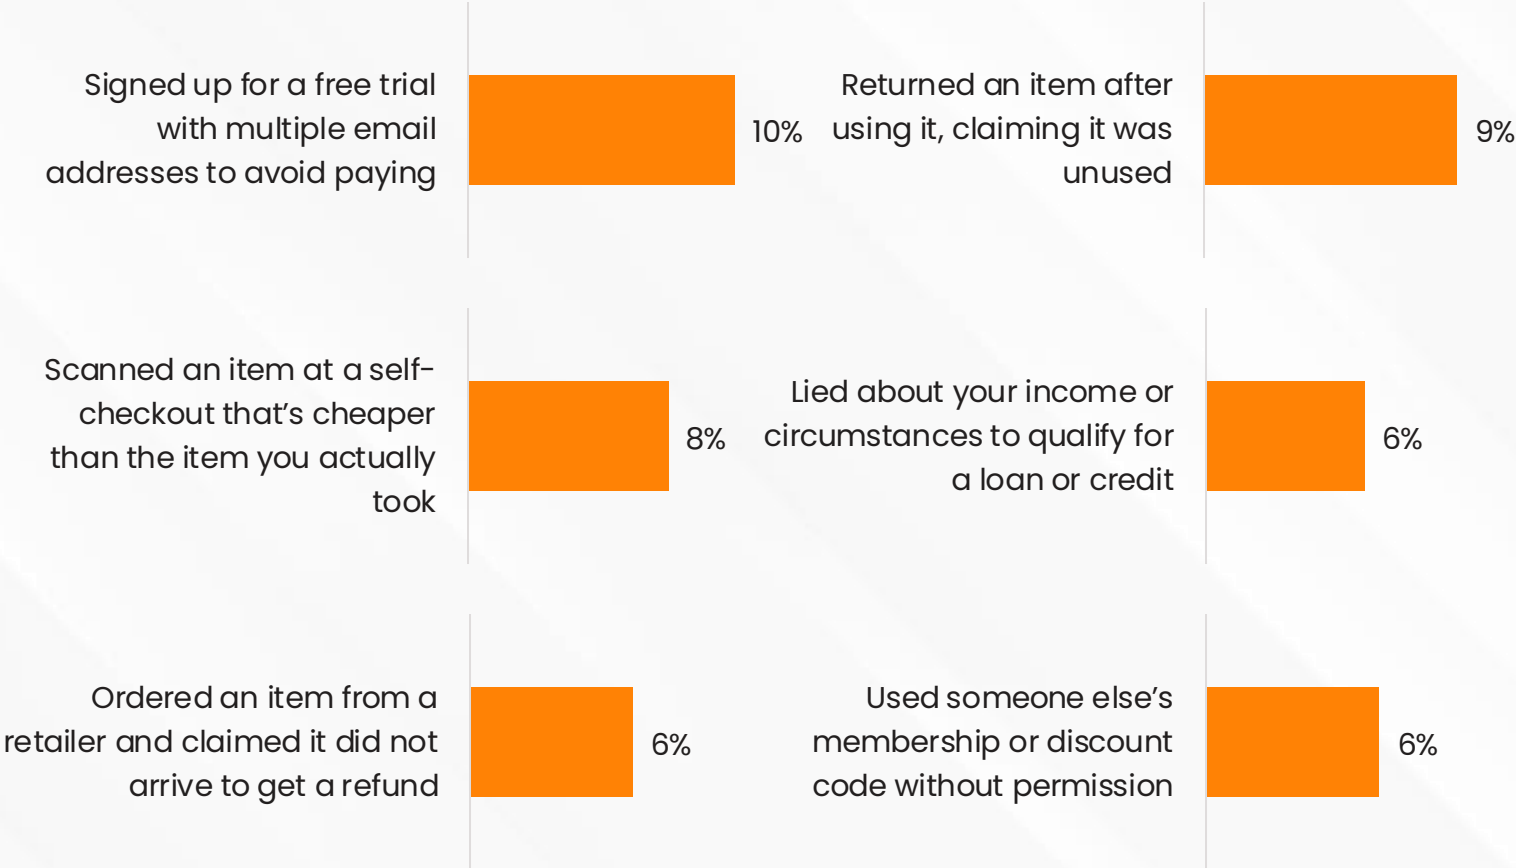 Signed up for a free trial
with multiple email
addresses to avoid paying
10%
Returned an item after
using it, claiming it was
unused
9%
Scanned an item at a self-
checkout that’s cheaper
than the item you actually
took
8%
Lied about your income or
circumstances to qualify for
a loan or credit
6%
Ordered an item from a
retailer and claimed it did not
arrive to get a refund
6%
Used someone else’s
membership or discount
code without permission
6%